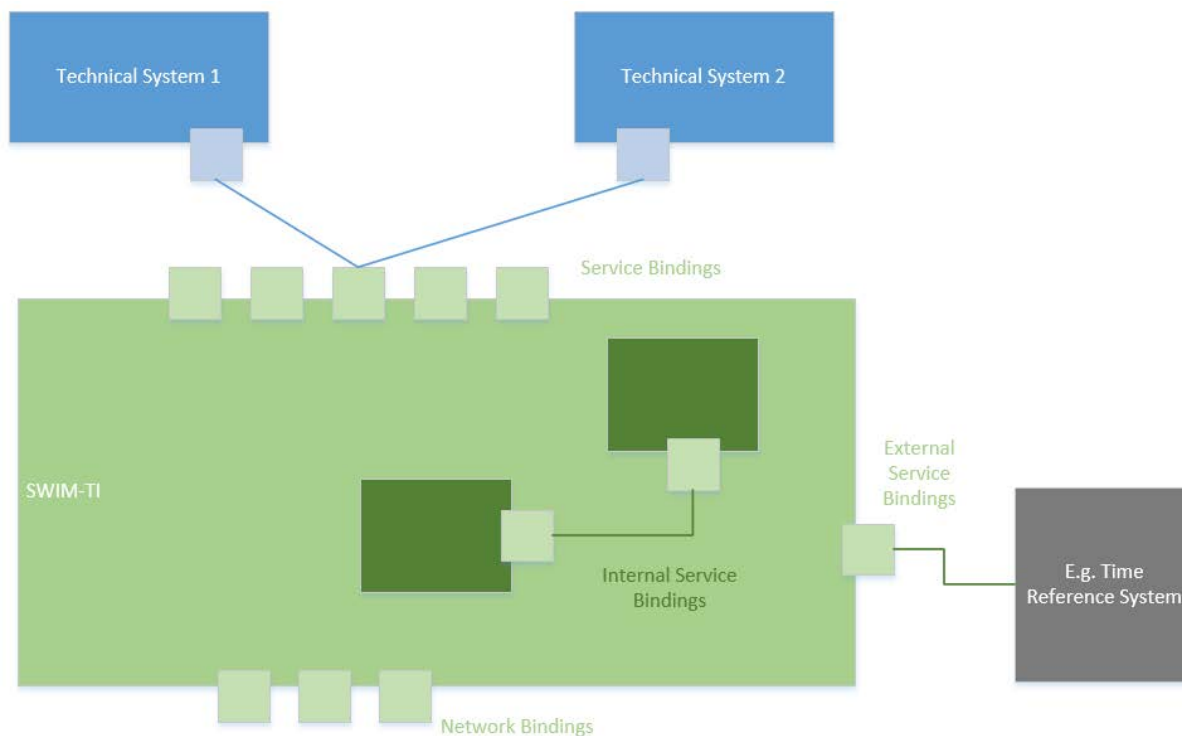 Technical System 1
Technical System 2
Service Bindings
External
Service
Bindings
SWIM-TI
E.g. Time
Reference System
Internal Service
Bindings
Network Bindings